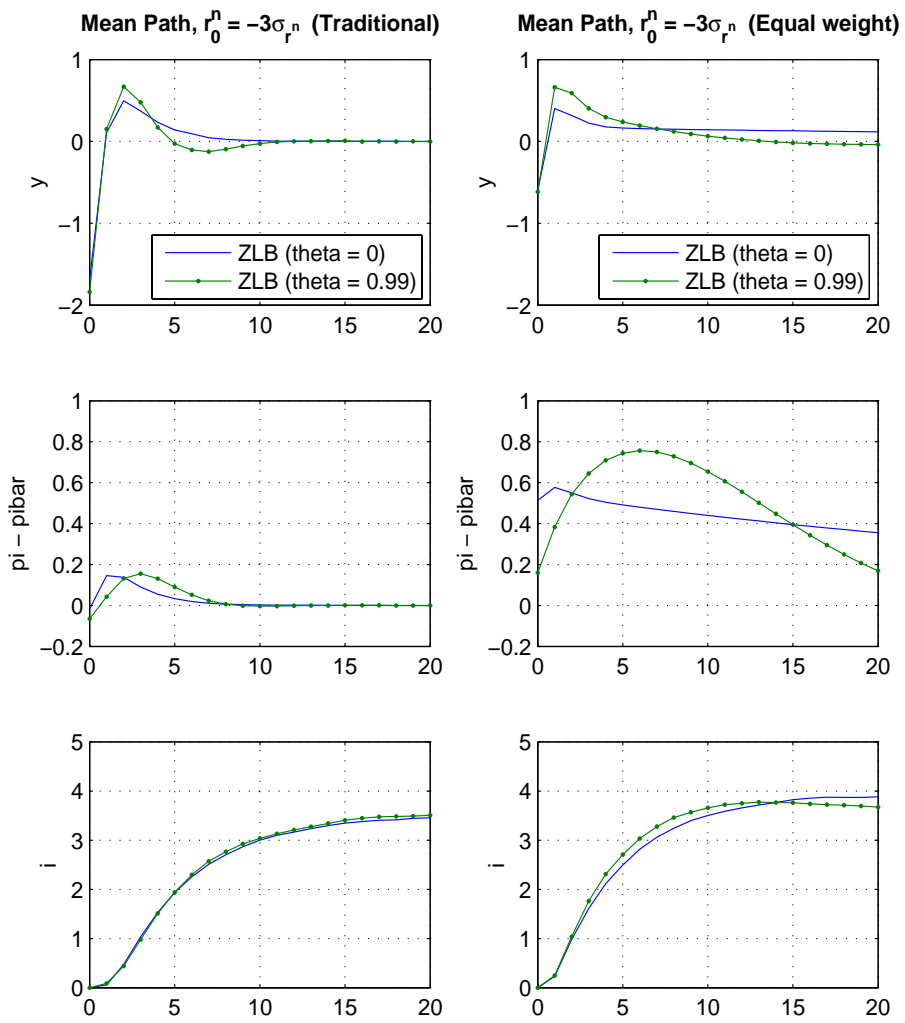 Mean Path, r₀ⁿ = −3σ_rⁿ (Traditional)
1
0
−1
−2
y
ZLB (theta = 0)
ZLB (theta = 0.99)
0 5 10 15 20
Mean Path, r₀ⁿ = −3σ_rⁿ (Equal weight)
1
0
−1
−2
y
ZLB (theta = 0)
ZLB (theta = 0.99)
0 5 10 15 20
1
0.8
0.6
0.4
0.2
0
−0.2
pi − pibar
0 5 10 15 20
1
0.8
0.6
0.4
0.2
0
−0.2
pi − pibar
0 5 10 15 20
5
4
3
2
1
0
i
0 5 10 15 20
5
4
3
2
1
0
i
0 5 10 15 20